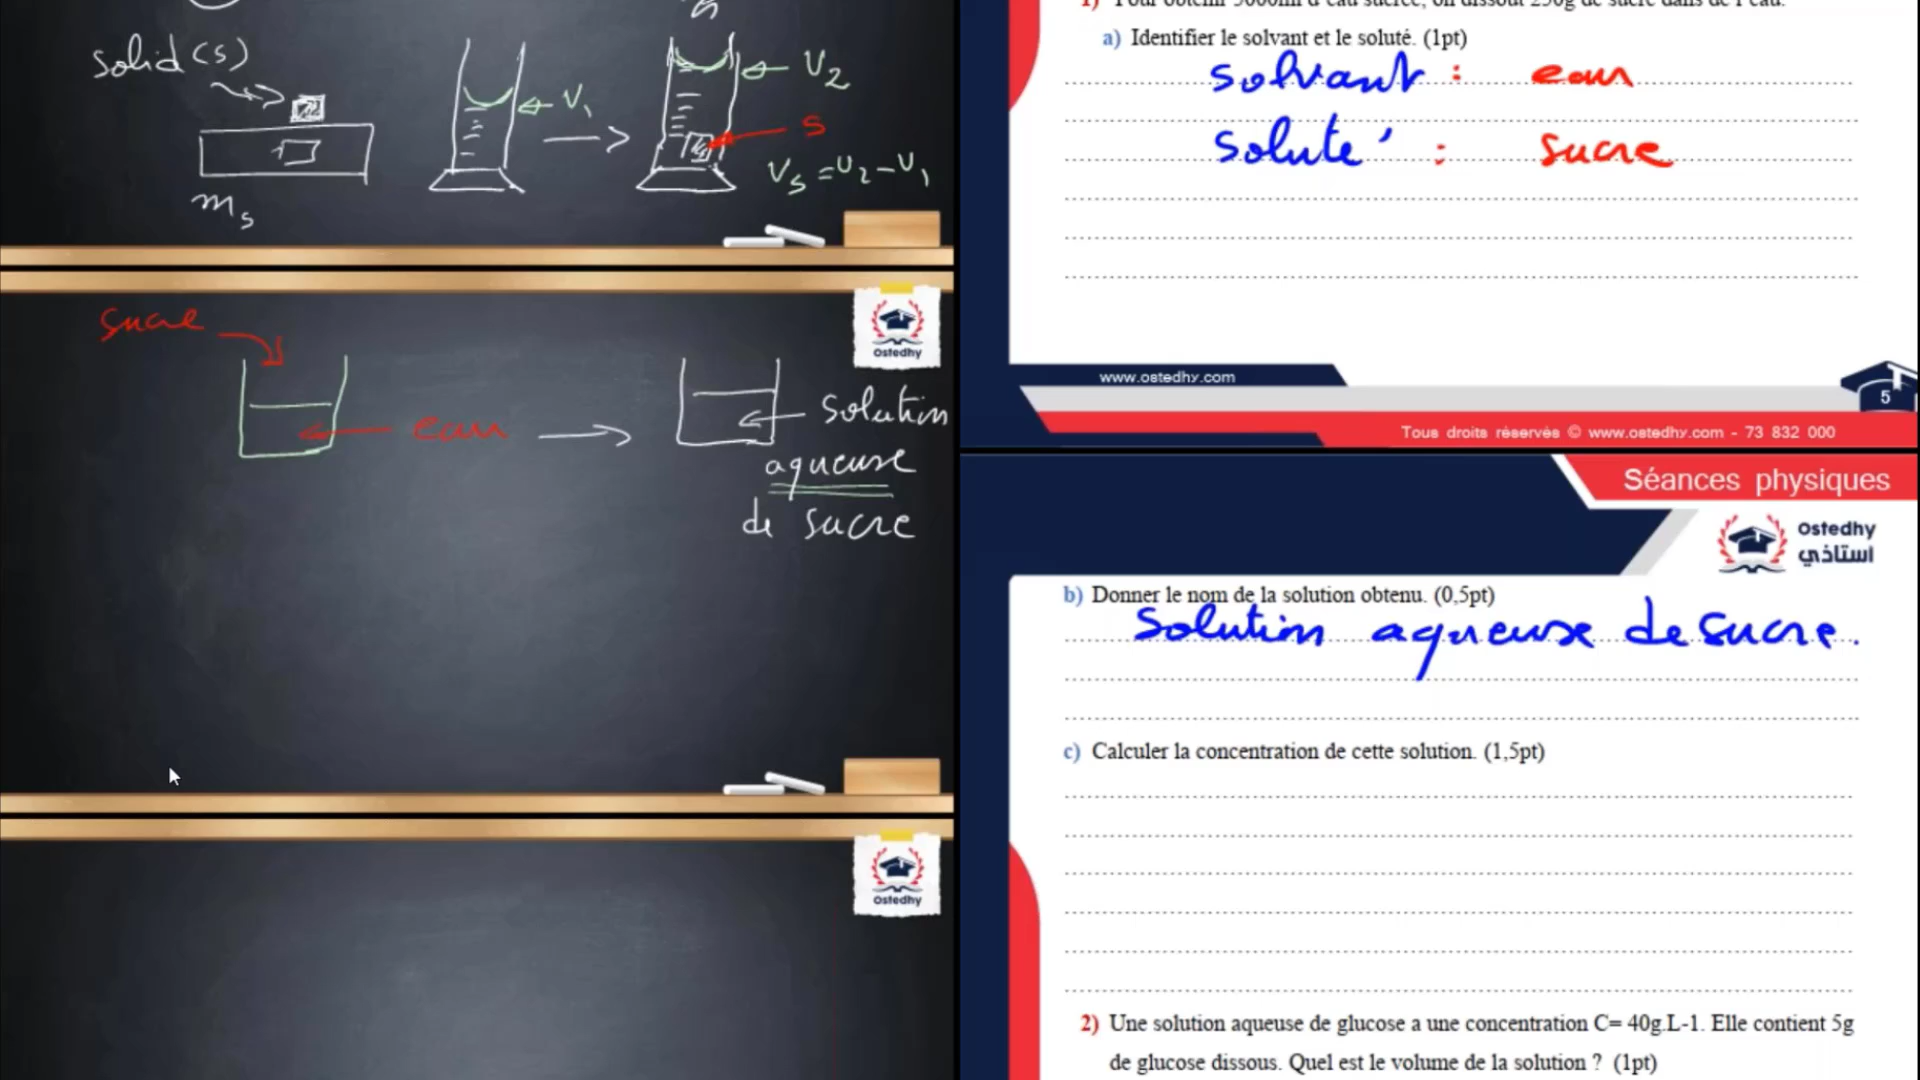 solid (s)
V1
V2
s
Vs = V2 - V1
ms
sucre
Ostedhy
eau
solution
aqueuse
de sucre
Ostedhy
a) Identifier le solvant et le soluté. (1pt)
solvant : eau
soluté : sucre
www.ostedhy.com
5
Tous droits réservés © www.ostedhy.com - 73 832 000
Séances physiques
Ostedhy
استاذي
b) Donner le nom de la solution obtenu. (0,5pt)
Solution aqueuse de sucre.
c) Calculer la concentration de cette solution. (1,5pt)
2) Une solution aqueuse de glucose a une concentration C= 40g.L-1. Elle contient 5g
de glucose dissous. Quel est le volume de la solution ? (1pt)